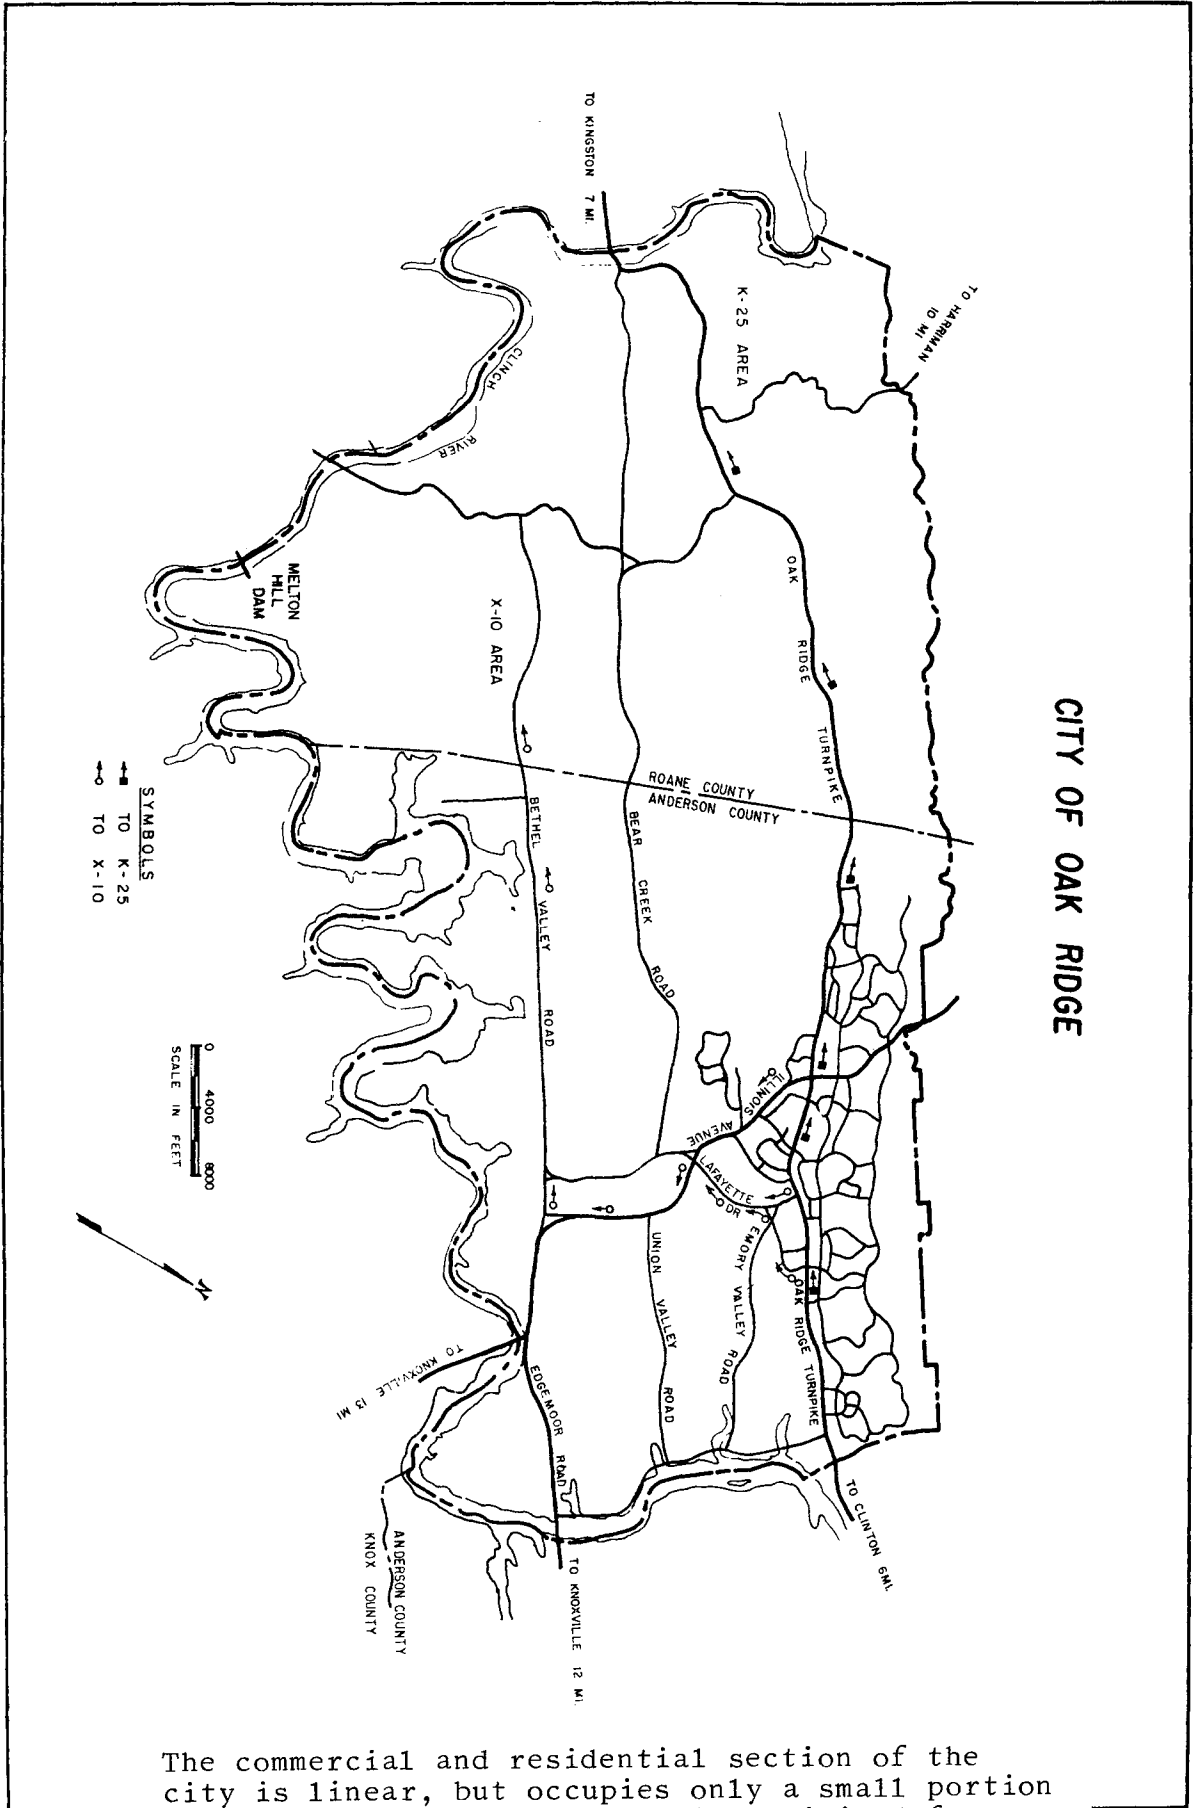 CITY OF OAK RIDGE
TO KINGSTON 7 MI.
TO HARRIMAN
10 MI
K-25 AREA
CLINCH
RIVER
MELTON
HILL
DAM
X-10 AREA
OAK RIDGE TURNPIKE
ROANE COUNTY
ANDERSON COUNTY
BEAR CREEK ROAD
BETHEL VALLEY ROAD
ILLINOIS
AVENUE
LAFAYETTE DR
EMORY VALLEY ROAD
UNION VALLEY ROAD
OAK RIDGE TURNPIKE
EDGEMOOR ROAD
TO KNOXVILLE 13 MI
TO CLINTON 6 MI.
TO KNOXVILLE 12 MI.
ANDERSON COUNTY
KNOX COUNTY
SYMBOLS
TO K-25
TO X-10
0 4000 8000
SCALE IN FEET
N
The commercial and residential section of the
city is linear, but occupies only a small portion